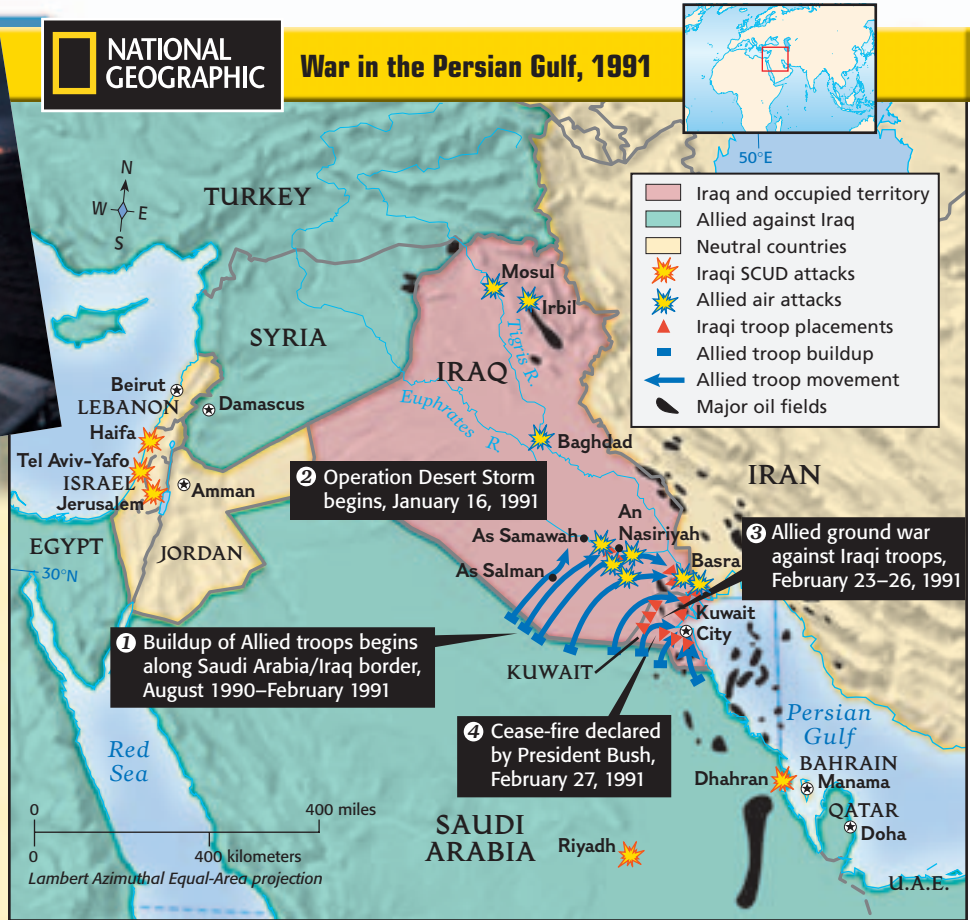 NATIONAL
GEOGRAPHIC
War in the Persian Gulf, 1991
50°E
Iraq and occupied territory
Allied against Iraq
Neutral countries
Iraqi SCUD attacks
Allied air attacks
Iraqi troop placements
Allied troop buildup
Allied troop movement
Major oil fields
N
W E
S
TURKEY
Mosul
Irbil
SYRIA
Tigris R.
IRAQ
Beirut
LEBANON
Damascus
Euphrates R.
Haifa
Baghdad
Tel Aviv-Yafo
ISRAEL
Jerusalem
Amman
IRAN
2 Operation Desert Storm
begins, January 16, 1991
EGYPT
JORDAN
30°N
An
Nasiriyah
As Samawah
As Salman
Basra
3 Allied ground war
against Iraqi troops,
February 23–26, 1991
Kuwait
City
1 Buildup of Allied troops begins
along Saudi Arabia/Iraq border,
August 1990–February 1991
KUWAIT
4 Cease-fire declared
by President Bush,
February 27, 1991
Red
Sea
Persian
Gulf
Dhahran
BAHRAIN
Manama
QATAR
Doha
0 400 miles
0 400 kilometers
Lambert Azimuthal Equal-Area projection
SAUDI
ARABIA
Riyadh
U.A.E.